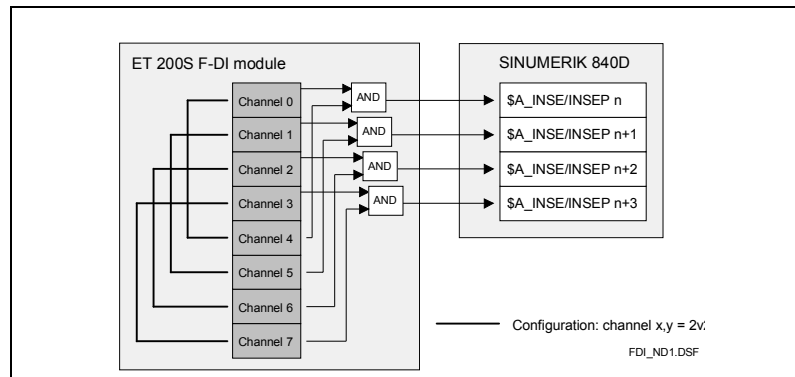 ET 200S F-DI module
SINUMERIK 840D
Channel 0
Channel 1
Channel 2
Channel 3
Channel 4
Channel 5
Channel 6
Channel 7
AND
AND
AND
AND
$A_INSE/INSEP n
$A_INSE/INSEP n+1
$A_INSE/INSEP n+2
$A_INSE/INSEP n+3
Configuration: channel x,y =
FDI_ND1.DSF